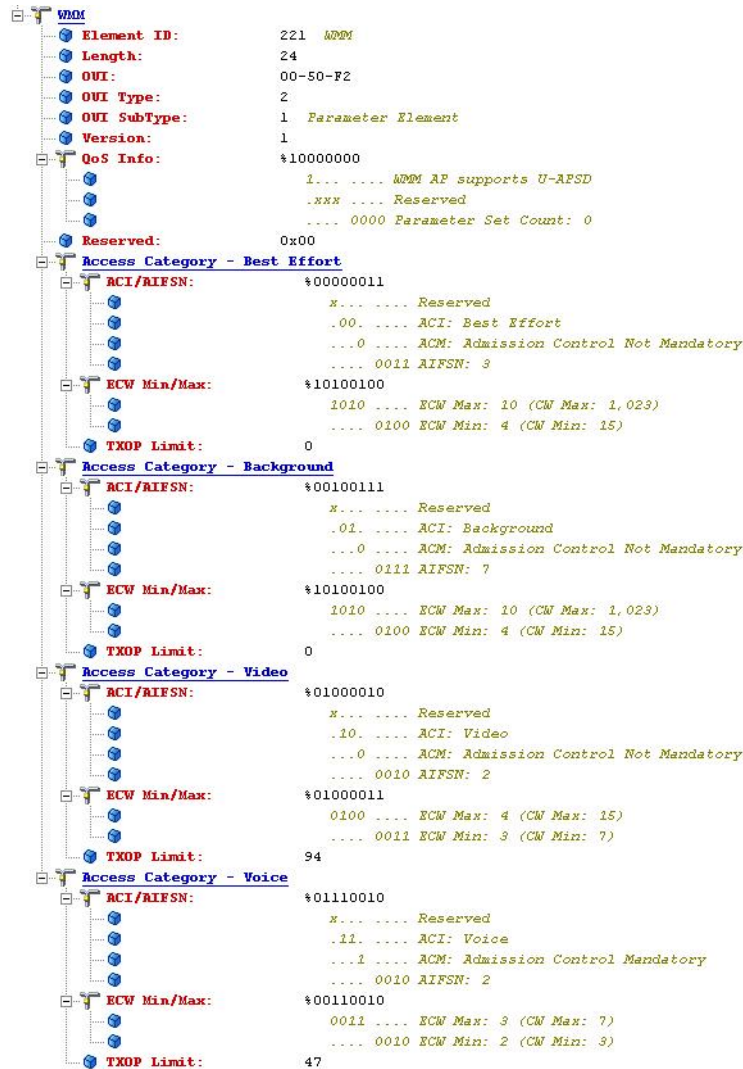 WMM
Element ID: 221 WMM
Length: 24
OUI: 00-50-F2
OUI Type: 2
OUI SubType: 1 Parameter Element
Version: 1
QoS Info: %10000000
1... .... WMM AP supports U-APSD
.xxx .... Reserved
.... 0000 Parameter Set Count: 0
Reserved: 0x00
Access Category - Best Effort
ACI/AIFSN: %00000011
x... .... Reserved
.00. .... ACI: Best Effort
...0 .... ACM: Admission Control Not Mandatory
.... 0011 AIFSN: 3
ECW Min/Max: %10100100
1010 .... ECW Max: 10 (CW Max: 1,023)
.... 0100 ECW Min: 4 (CW Min: 15)
TXOP Limit: 0
Access Category - Background
ACI/AIFSN: %00100111
x... .... Reserved
.01. .... ACI: Background
...0 .... ACM: Admission Control Not Mandatory
.... 0111 AIFSN: 7
ECW Min/Max: %10100100
1010 .... ECW Max: 10 (CW Max: 1,023)
.... 0100 ECW Min: 4 (CW Min: 15)
TXOP Limit: 0
Access Category - Video
ACI/AIFSN: %01000010
x... .... Reserved
.10. .... ACI: Video
...0 .... ACM: Admission Control Not Mandatory
.... 0010 AIFSN: 2
ECW Min/Max: %01000011
0100 .... ECW Max: 4 (CW Max: 15)
.... 0011 ECW Min: 3 (CW Min: 7)
TXOP Limit: 94
Access Category - Voice
ACI/AIFSN: %01110010
x... .... Reserved
.11. .... ACI: Voice
...1 .... ACM: Admission Control Mandatory
.... 0010 AIFSN: 2
ECW Min/Max: %00110010
0011 .... ECW Max: 3 (CW Max: 7)
.... 0010 ECW Min: 2 (CW Min: 3)
TXOP Limit: 47